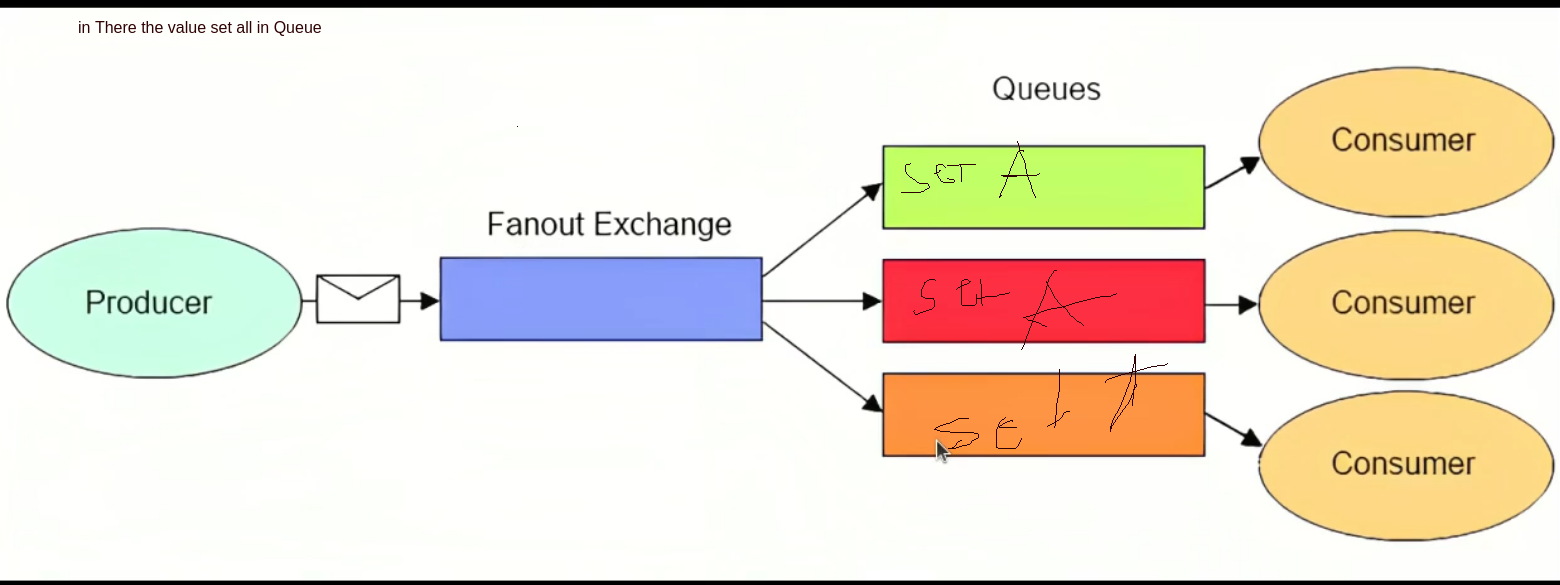 in There the value set all in Queue
Queues
Consumer
SET A
Fanout Exchange
Producer
Set A
Consumer
SEt A
Consumer